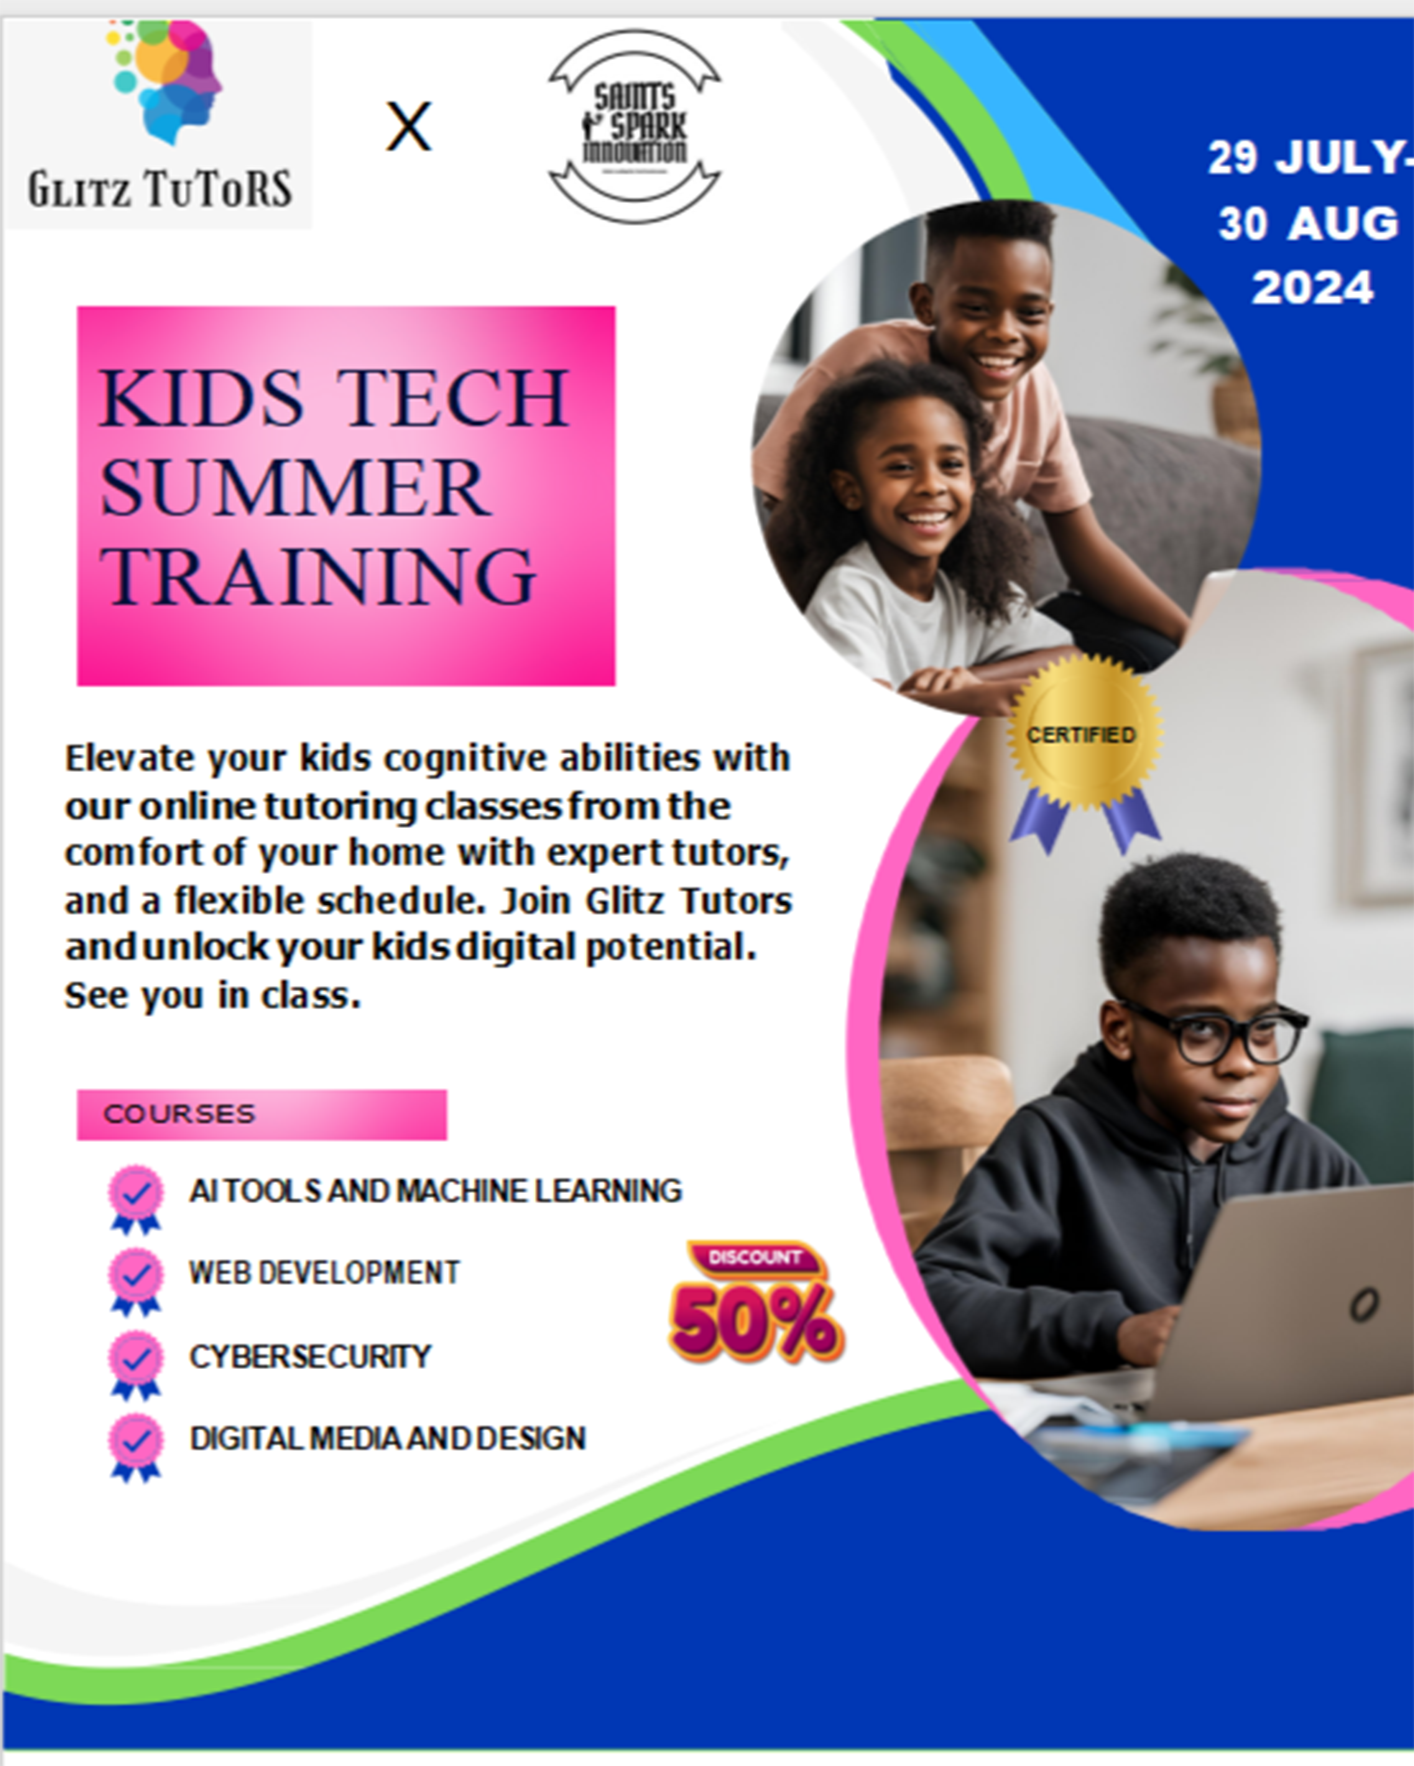 GLITZ TUTORS
X
SAINTS
SPARK
INNOVATION
29 JULY-
30 AUG
2024
KIDS TECH
SUMMER
TRAINING
CERTIFIED
Elevate your kids cognitive abilities with
our online tutoring classes from the
comfort of your home with expert tutors,
and a flexible schedule. Join Glitz Tutors
and unlock your kids digital potential.
See you in class.
COURSES
AI TOOLS AND MACHINE LEARNING
WEB DEVELOPMENT
CYBERSECURITY
DIGITAL MEDIA AND DESIGN
DISCOUNT
50%